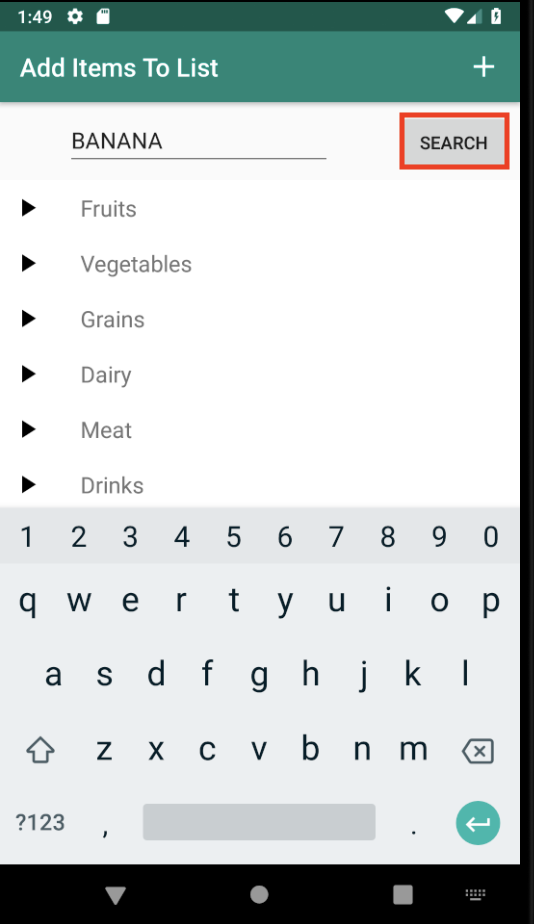 1:49
Add Items To List +
BANANA SEARCH
Fruits
Vegetables
Grains
Dairy
Meat
Drinks
1 2 3 4 5 6 7 8 9 0
q w e r t y u i o p
a s d f g h j k l
z x c v b n m
?123 , .